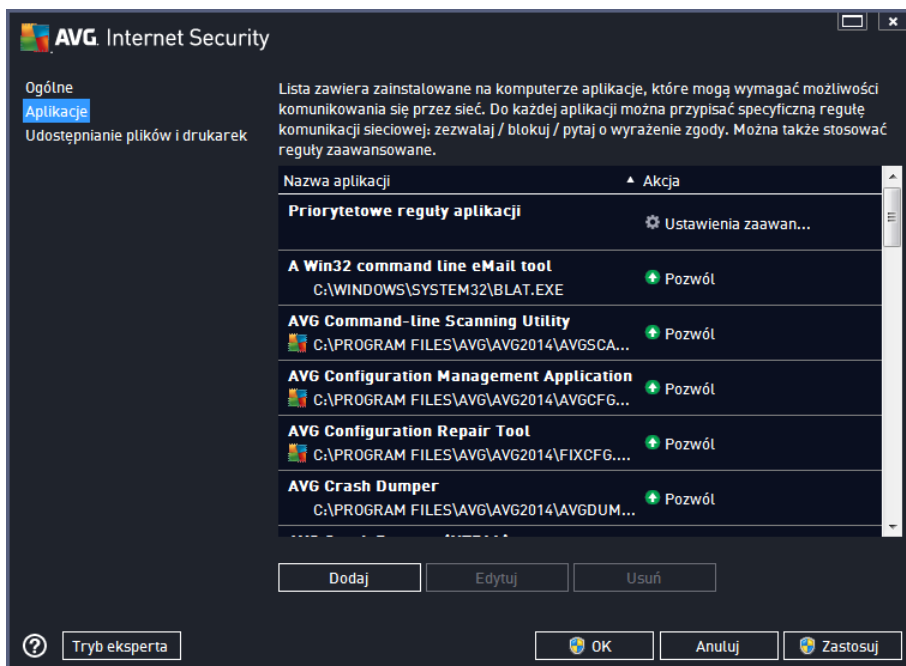 AVG. Internet Security
Ogólne
Aplikacje
Udostępnianie plików i drukarek
Lista zawiera zainstalowane na komputerze aplikacje, które mogą wymagać możliwości
komunikowania się przez sieć. Do każdej aplikacji można przypisać specyficzną regułę
komunikacji sieciowej: zezwalaj / blokuj / pytaj o wyrażenie zgody. Można także stosować
reguły zaawansowane.
Nazwa aplikacji Akcja
Priorytetowe reguły aplikacji
Ustawienia zaawan...
A Win32 command line eMail tool
C:\WINDOWS\SYSTEM32\BLAT.EXE
Pozwól
AVG Command-line Scanning Utility
C:\PROGRAM FILES\AVG\AVG2014\AVGSCA...
Pozwól
AVG Configuration Management Application
C:\PROGRAM FILES\AVG\AVG2014\AVGCFG...
Pozwól
AVG Configuration Repair Tool
C:\PROGRAM FILES\AVG\AVG2014\FIXCFG....
Pozwól
AVG Crash Dumper
C:\PROGRAM FILES\AVG\AVG2014\AVGDUM...
Pozwól
Dodaj Edytuj Usuń
Tryb eksperta OK Anuluj Zastosuj